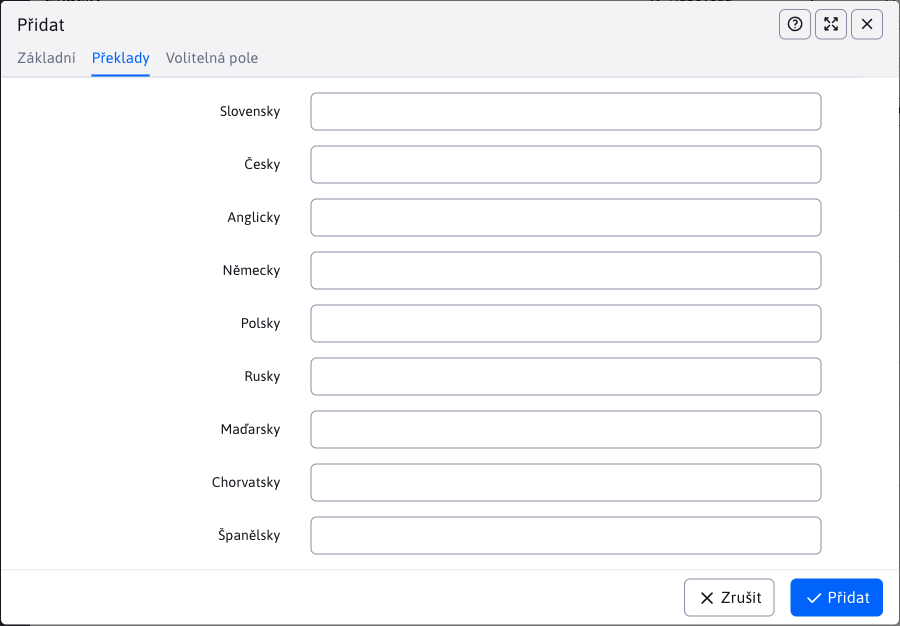 Přidat
Základní Překlady Volitelná pole
Slovensky
Česky
Anglicky
Německy
Polsky
Rusky
Maďarsky
Chorvatsky
Španělsky
Zrušit Přidat